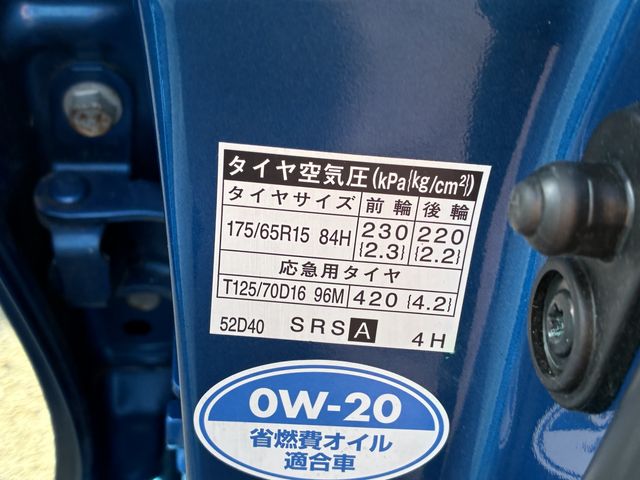 タイヤ空気圧(kPa{kg/cm²})
タイヤサイズ 前輪 後輪
175/65R15 84H 230 220
{2.3} {2.2}
応急用タイヤ
T125/70D16 96M 420 {4.2}
52D40 SRS A 4H
0W-20
省燃費オイル
適合車